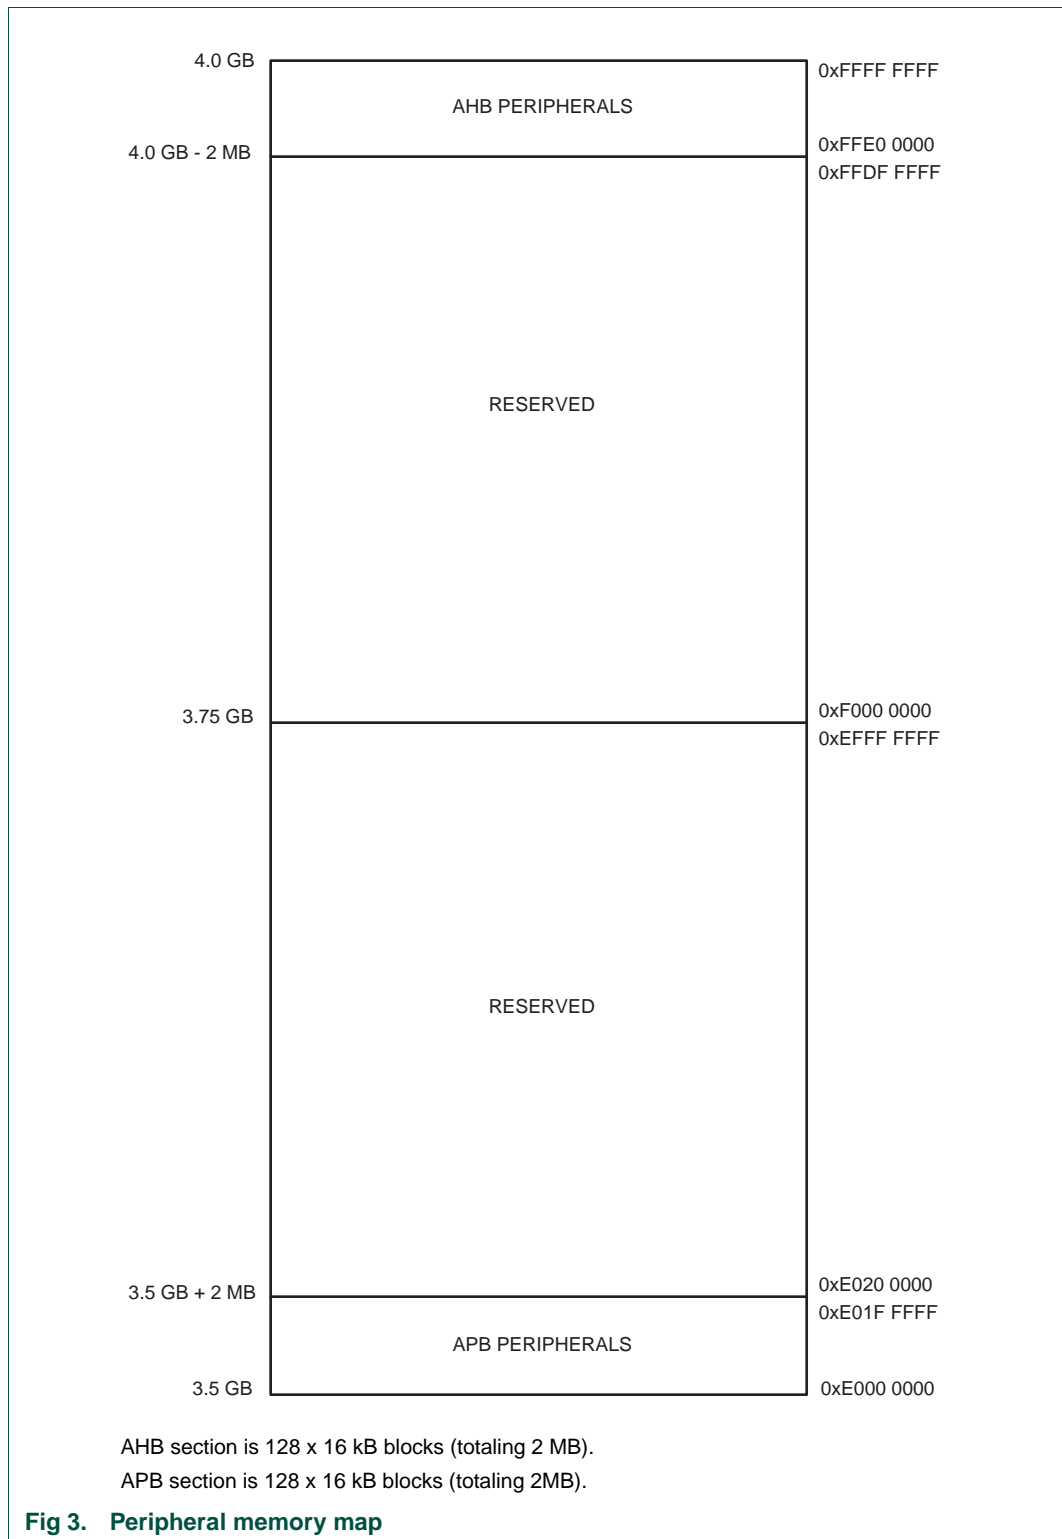 4.0 GB
0xFFFF FFFF
AHB PERIPHERALS
4.0 GB - 2 MB
0xFFE0 0000
0xFFDF FFFF
RESERVED
3.75 GB
0xF000 0000
0xEFFF FFFF
RESERVED
3.5 GB + 2 MB
0xE020 0000
0xE01F FFFF
APB PERIPHERALS
3.5 GB
0xE000 0000
AHB section is 128 x 16 kB blocks (totaling 2 MB).
APB section is 128 x 16 kB blocks (totaling 2MB).
Fig 3. Peripheral memory map